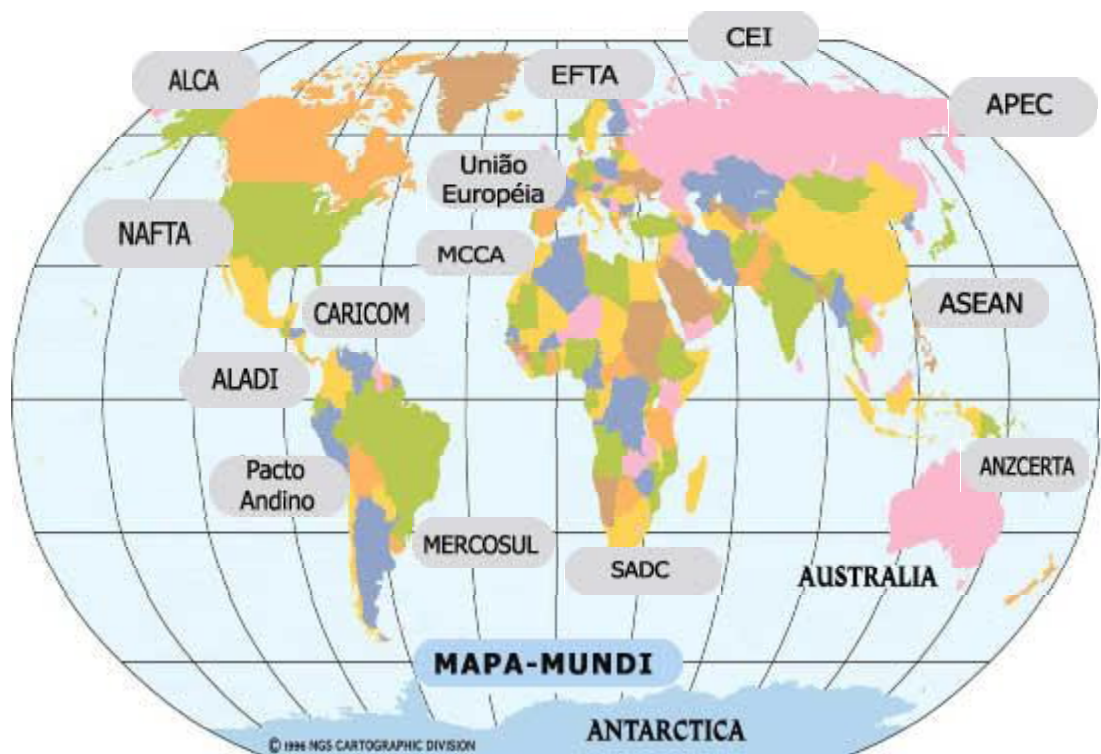 CEI
ALCA
EFTA
APEC
União
Européia
NAFTA
MCCA
CARICOM
ASEAN
ALADI
Pacto
Andino
ANZCERTA
MERCOSUL
SADC
AUSTRALIA
MAPA-MUNDI
ANTARCTICA
© 1996 NGS CARTOGRAPHIC DIVISION